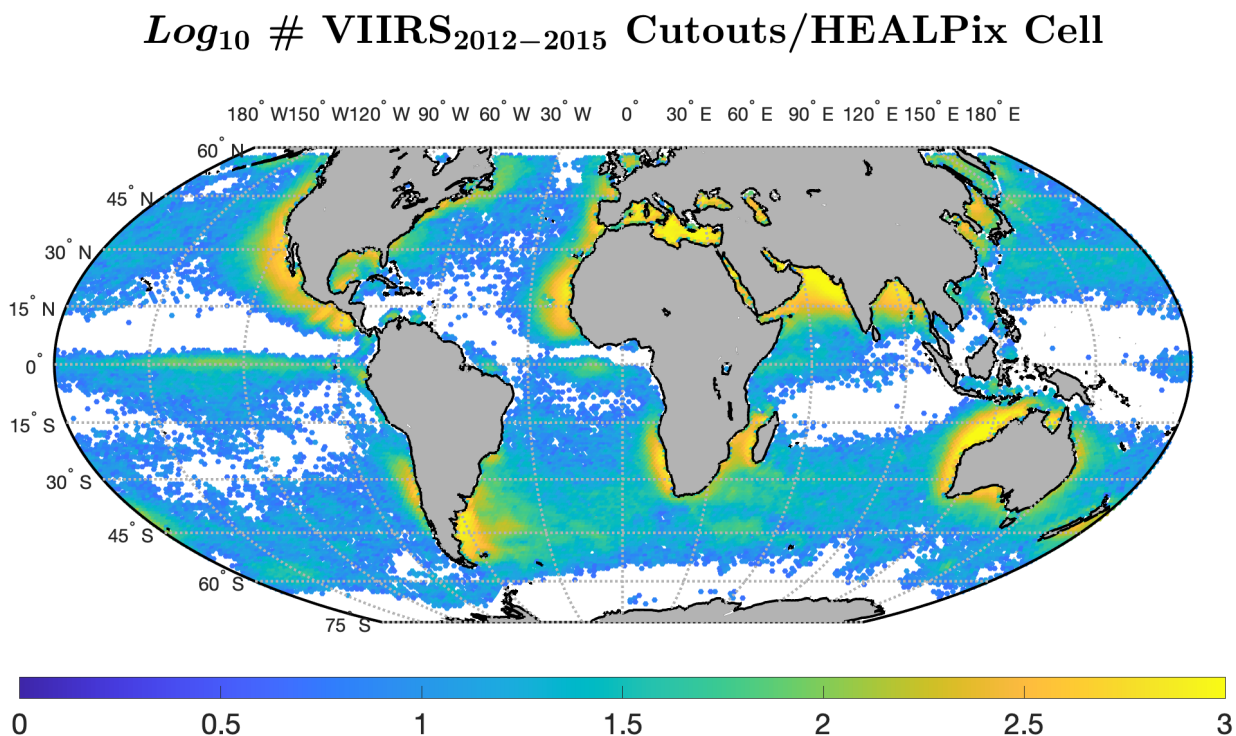 Log₁₀ # VIIRS₂₀₁₂₋₂₀₁₅ Cutouts/HEALPix Cell
180° W150° W120° W 90° W 60° W 30° W 0° 30° E 60° E 90° E 120° E 150° E 180° E
60° N
45° N
30° N
15° N
0°
15° S
30° S
45° S
60° S
75° S
0 0.5 1 1.5 2 2.5 3